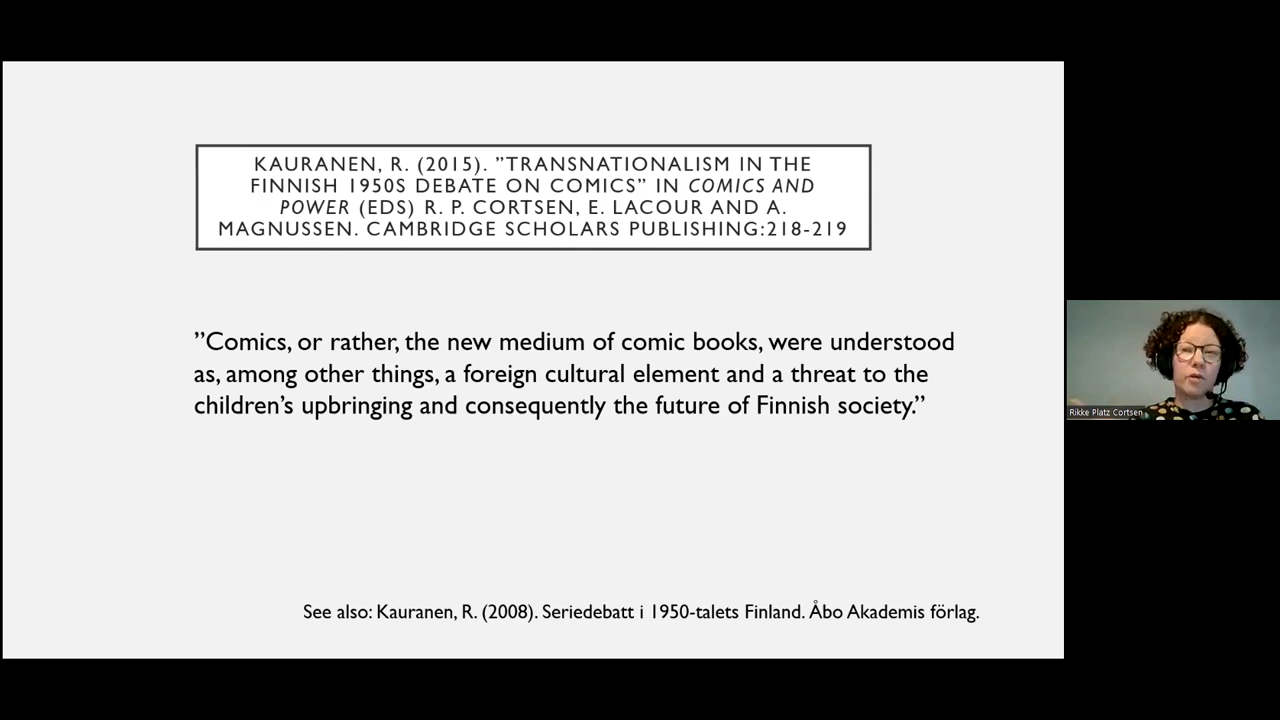 KAURANEN, R. (2015). ”TRANSNATIONALISM IN THE
FINNISH 1950S DEBATE ON COMICS” IN COMICS AND
POWER (EDS) R. P. CORTSEN, E. LACOUR AND A.
MAGNUSSEN. CAMBRIDGE SCHOLARS PUBLISHING:218-219
”Comics, or rather, the new medium of comic books, were understood
as, among other things, a foreign cultural element and a threat to the
children’s upbringing and consequently the future of Finnish society.”
See also: Kauranen, R. (2008). Seriedebatt i 1950-talets Finland. Åbo Akademis förlag.
Rikke Platz Cortsen